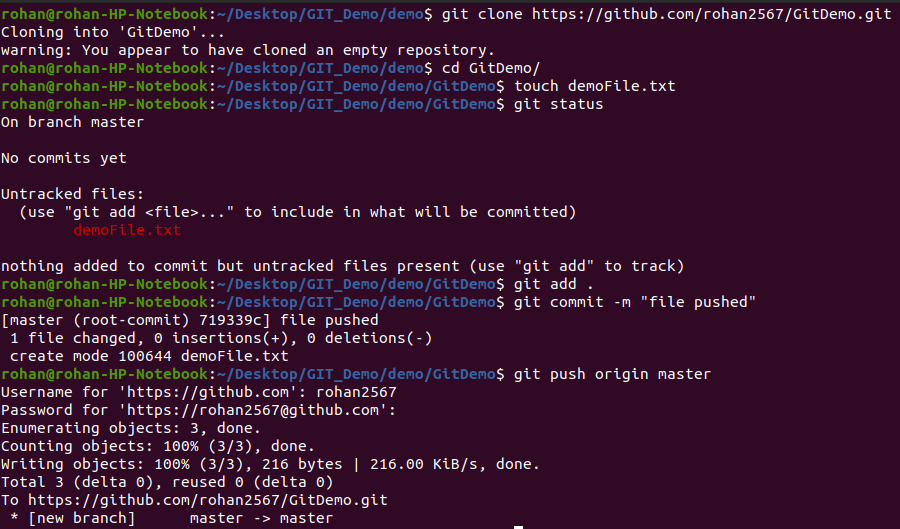 rohan@rohan-HP-Notebook:~/Desktop/GIT_Demo/demo$ git clone https://github.com/rohan2567/GitDemo.git
Cloning into 'GitDemo'...
warning: You appear to have cloned an empty repository.
rohan@rohan-HP-Notebook:~/Desktop/GIT_Demo/demo$ cd GitDemo/
rohan@rohan-HP-Notebook:~/Desktop/GIT_Demo/demo/GitDemo$ touch demoFile.txt
rohan@rohan-HP-Notebook:~/Desktop/GIT_Demo/demo/GitDemo$ git status
On branch master

No commits yet

Untracked files:
  (use "git add <file>..." to include in what will be committed)
        demoFile.txt

nothing added to commit but untracked files present (use "git add" to track)
rohan@rohan-HP-Notebook:~/Desktop/GIT_Demo/demo/GitDemo$ git add .
rohan@rohan-HP-Notebook:~/Desktop/GIT_Demo/demo/GitDemo$ git commit -m "file pushed"
[master (root-commit) 719339c] file pushed
 1 file changed, 0 insertions(+), 0 deletions(-)
 create mode 100644 demoFile.txt
rohan@rohan-HP-Notebook:~/Desktop/GIT_Demo/demo/GitDemo$ git push origin master
Username for 'https://github.com': rohan2567
Password for 'https://rohan2567@github.com':
Enumerating objects: 3, done.
Counting objects: 100% (3/3), done.
Writing objects: 100% (3/3), 216 bytes | 216.00 KiB/s, done.
Total 3 (delta 0), reused 0 (delta 0)
To https://github.com/rohan2567/GitDemo.git
 * [new branch]      master -> master